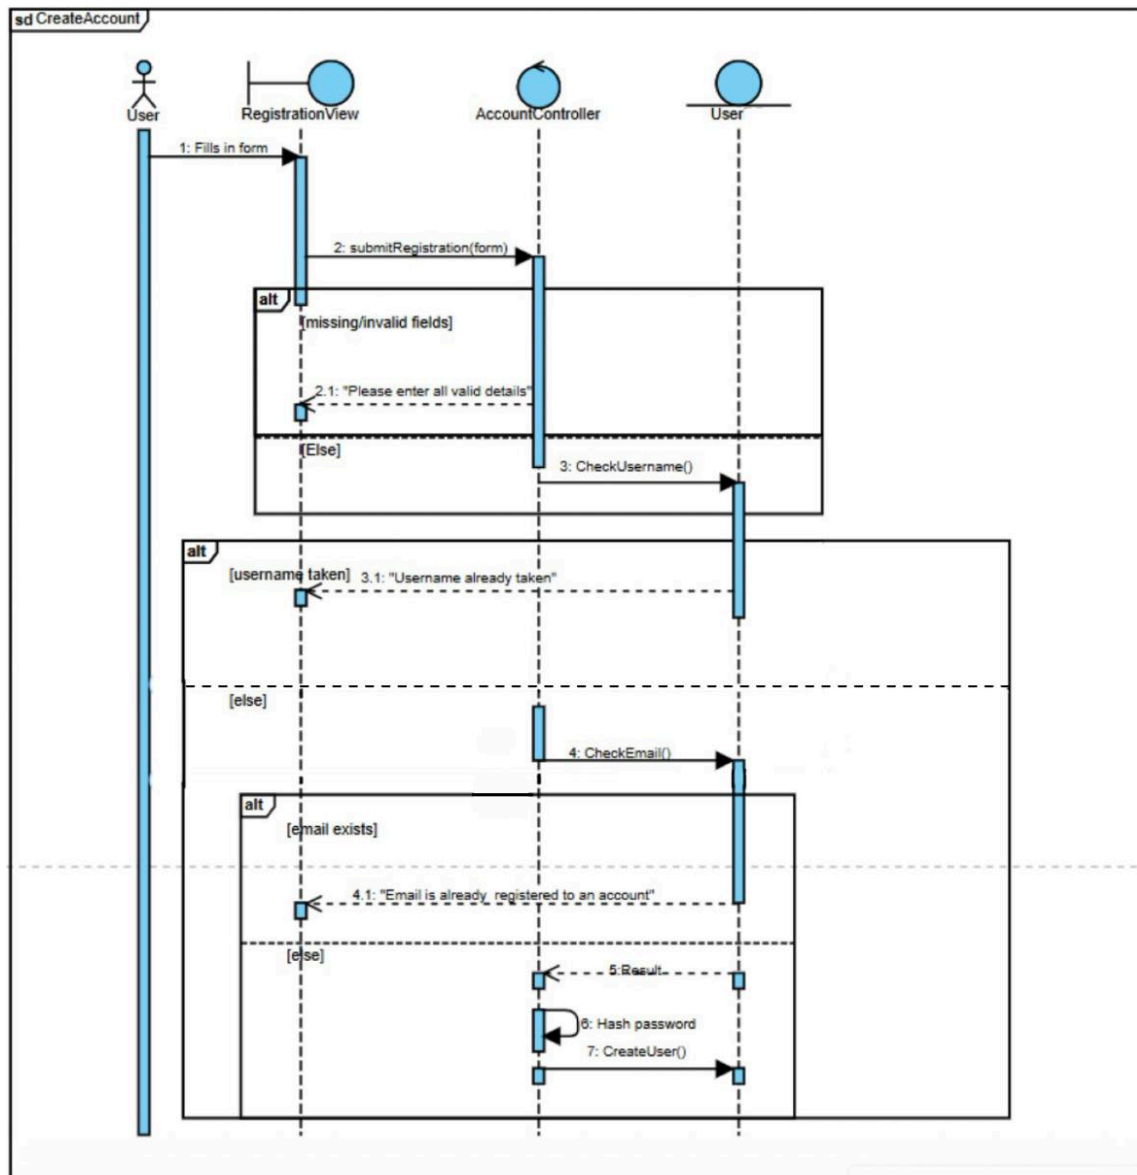 sd CreateAccount
User
RegistrationView
AccountController
User
1: Fills in form
2: submitRegistration(form)
alt
[missing/invalid fields]
2.1: "Please enter all valid details"
[Else]
3: CheckUsername()
alt
[username taken]
3.1: "Username already taken"
[else]
4: CheckEmail()
alt
[email exists]
4.1: "Email is already registered to an account"
[else]
5:Result
6: Hash password
7: CreateUser()